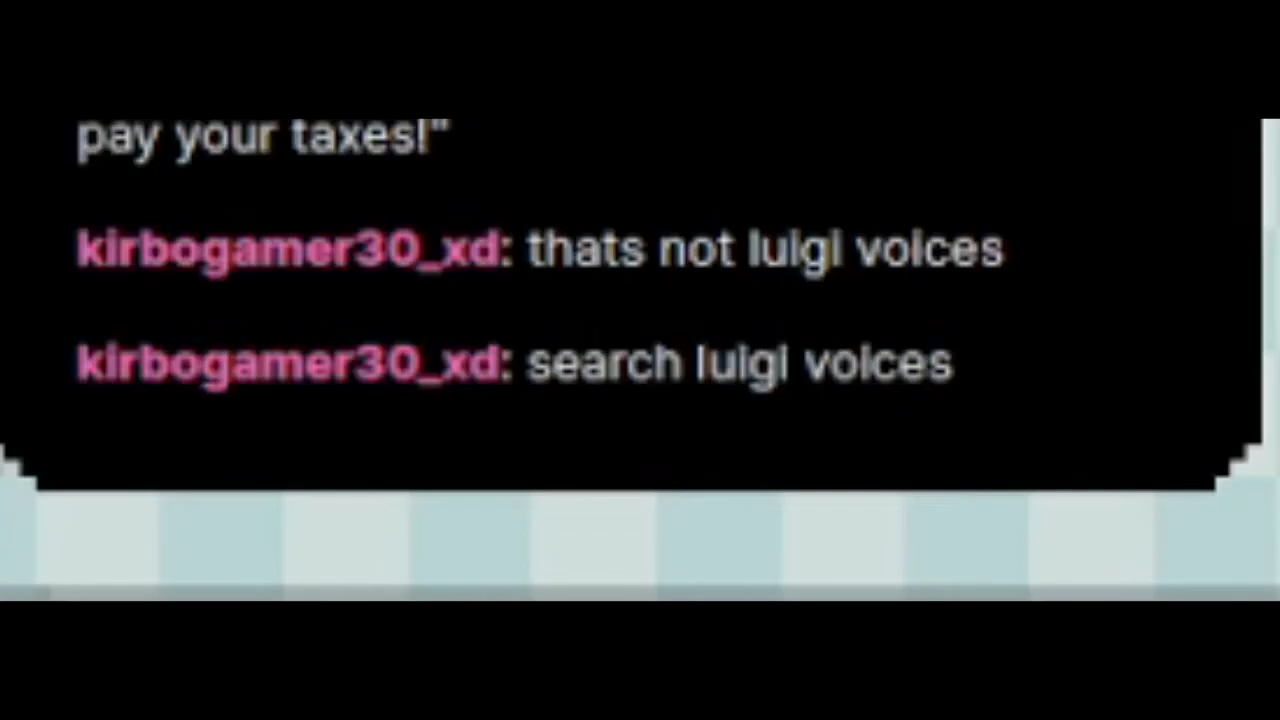 pay your taxes!"
kirbogamer30_xd: thats not luigi voices
kirbogamer30_xd: search luigi voices